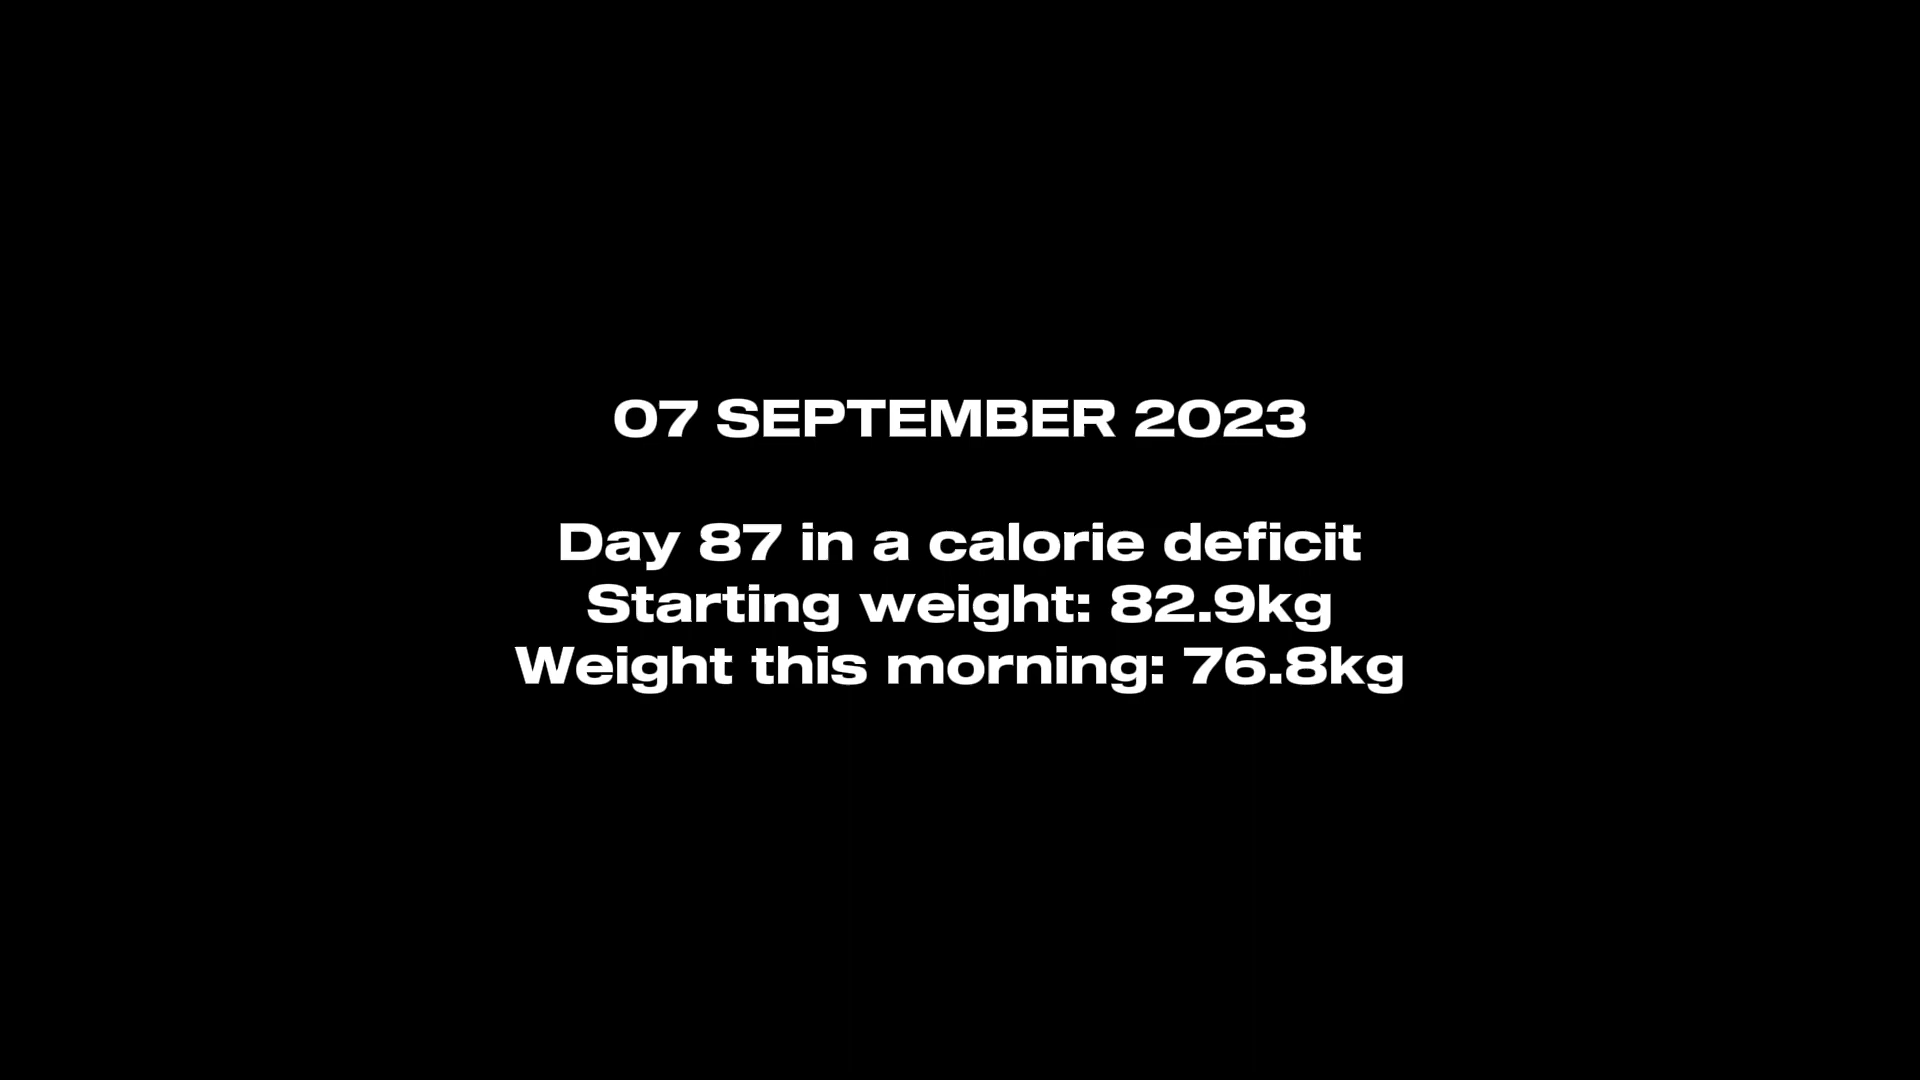 07 SEPTEMBER 2023
Day 87 in a calorie deficit
Starting weight: 82.9kg
Weight this morning: 76.8kg